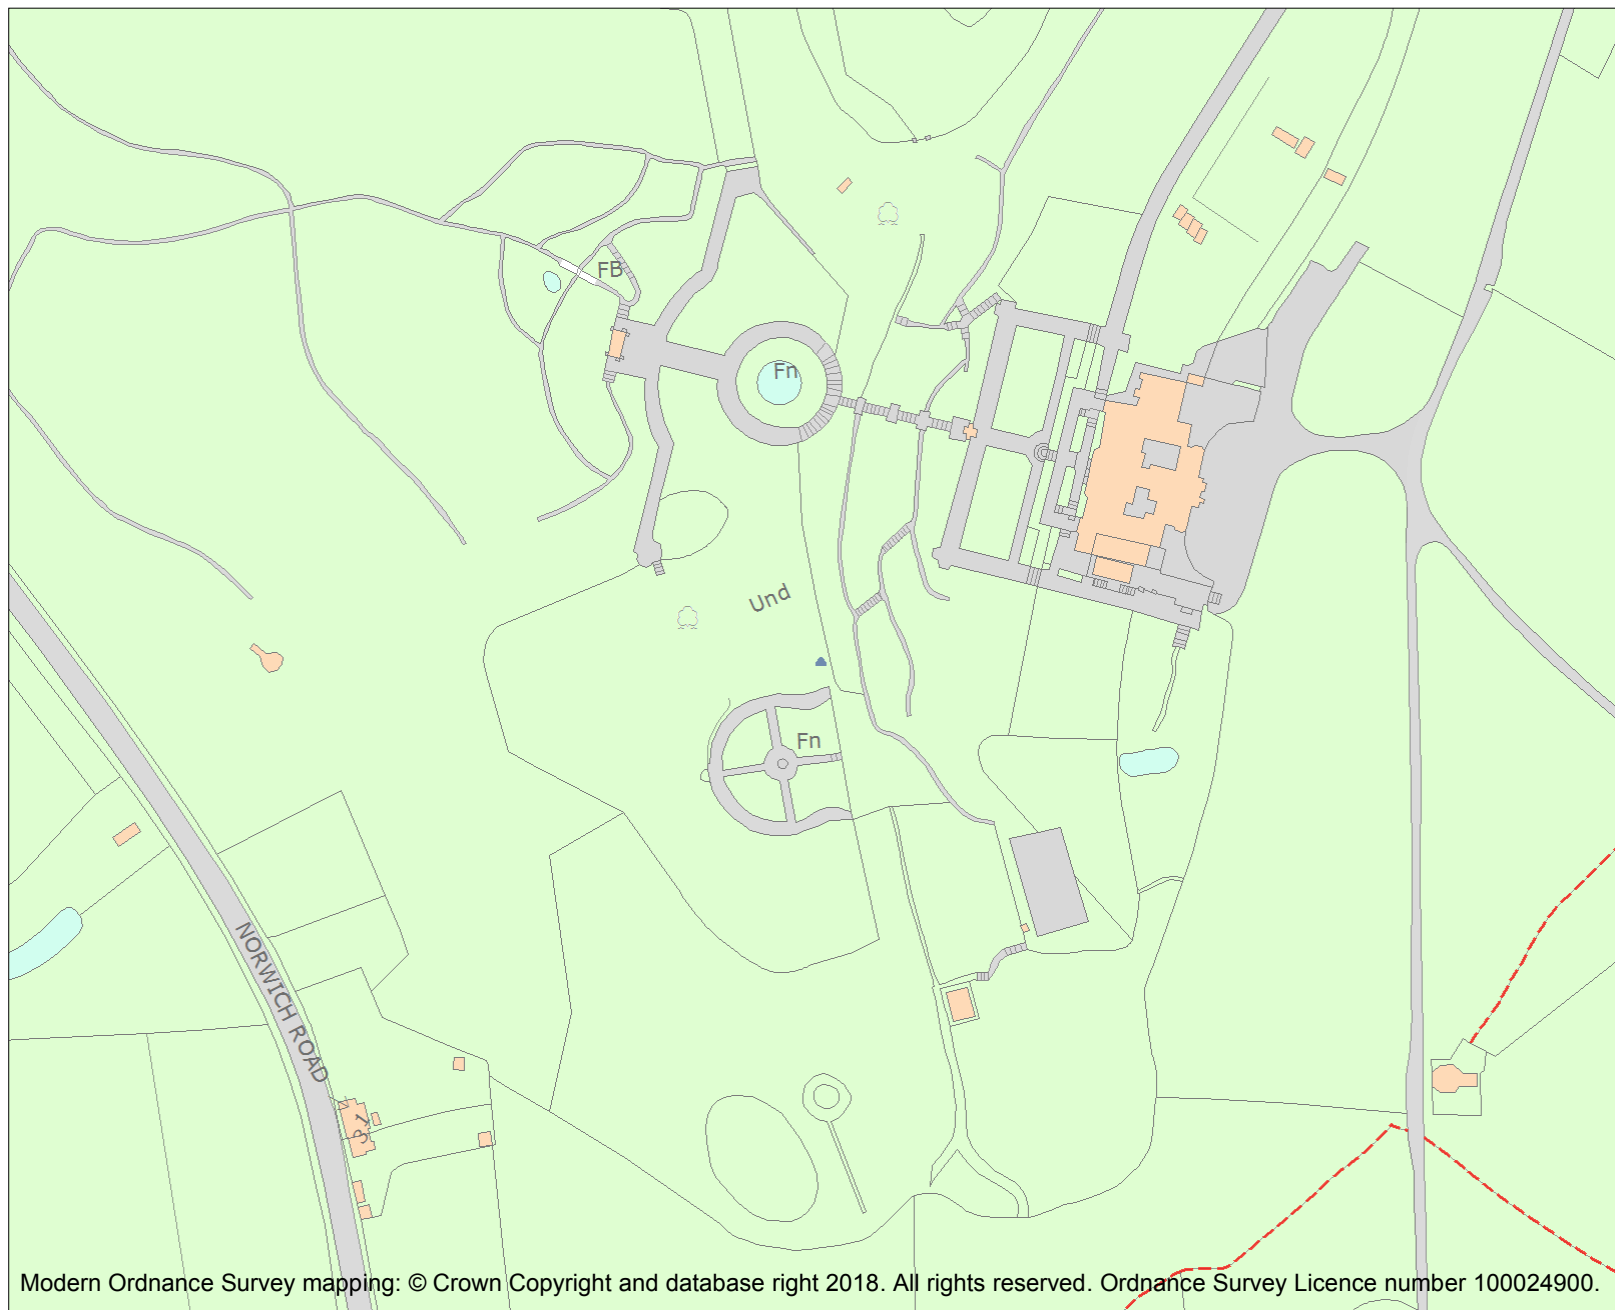 FB
Fn
Und
Fn
NORWICH ROAD
31
Modern Ordnance Survey mapping: © Crown Copyright and database right 2018. All rights reserved. Ordnance Survey Licence number 100024900.